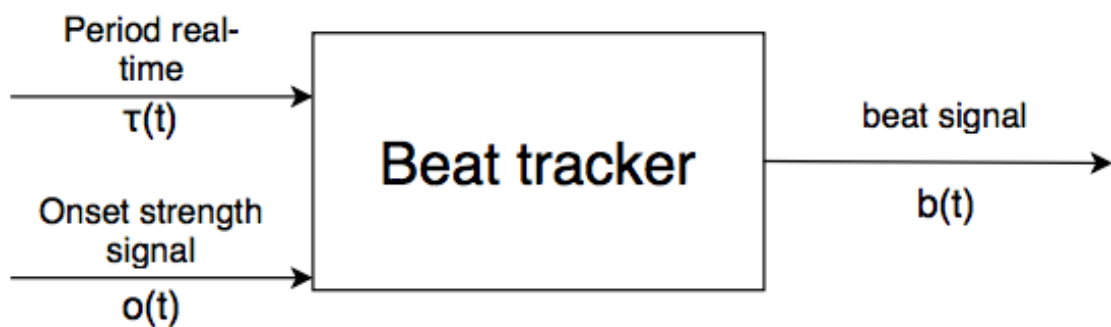 Period real-
time
τ(t)
Onset strength
signal
o(t)
Beat tracker
beat signal
b(t)